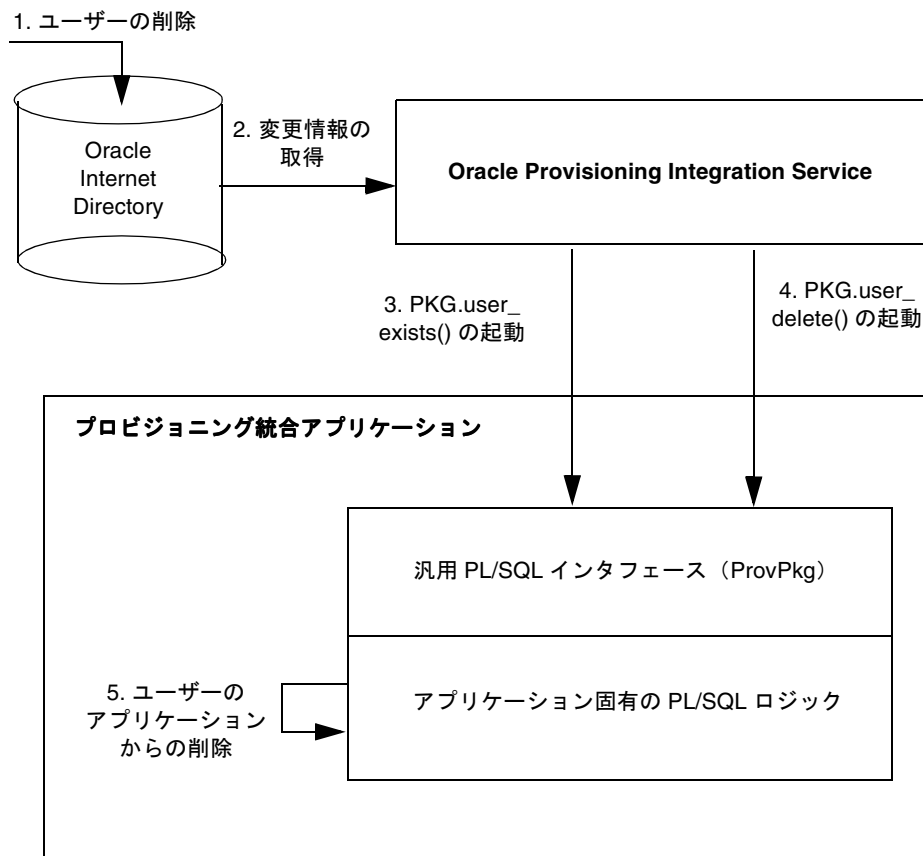 1. ユーザーの削除
Oracle
Internet
Directory
2. 変更情報の
取得
Oracle Provisioning Integration Service
3. PKG.user_
exists() の起動
4. PKG.user_
delete() の起動
プロビジョニング統合アプリケーション
汎用 PL/SQL インタフェース（ProvPkg）
5. ユーザーの
アプリケーション
からの削除
アプリケーション固有の PL/SQL ロジック